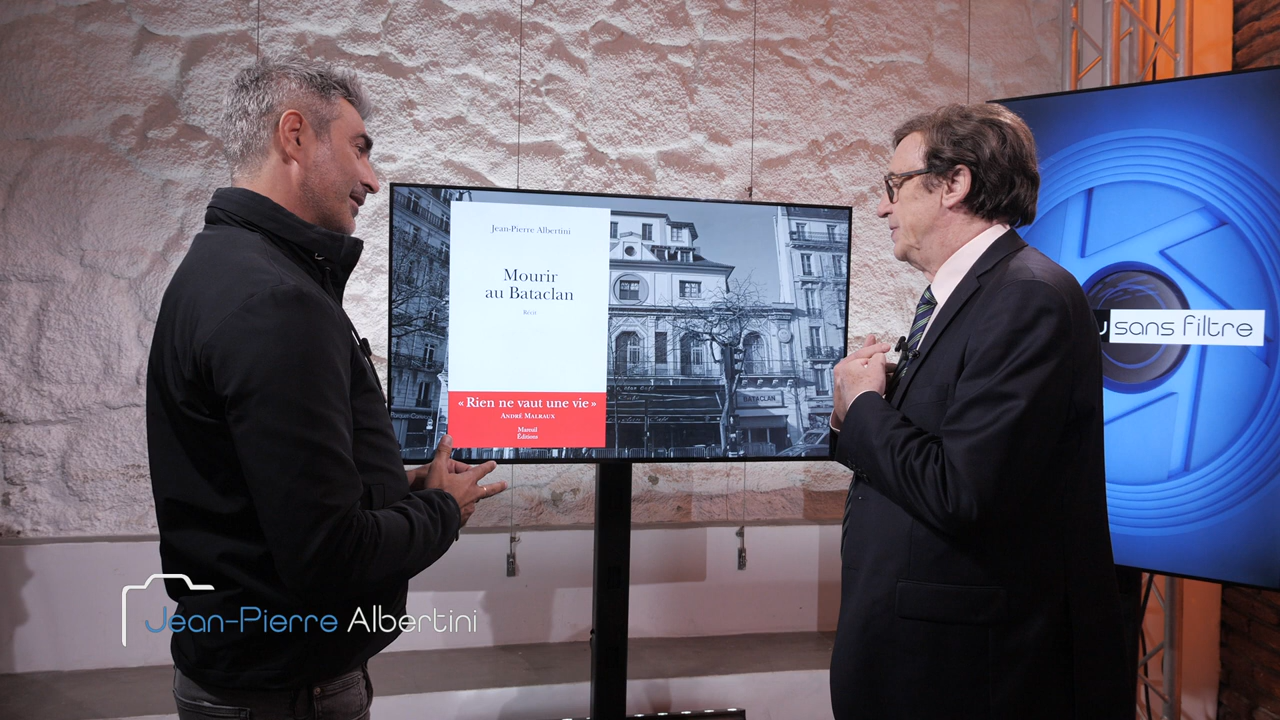 Jean-Pierre Albertini
Mourir
au Bataclan
Récit
« Rien ne vaut une vie »
André Malraux
Mareuil
Éditions
BATACLAN
sans filtre
Jean-Pierre Albertini